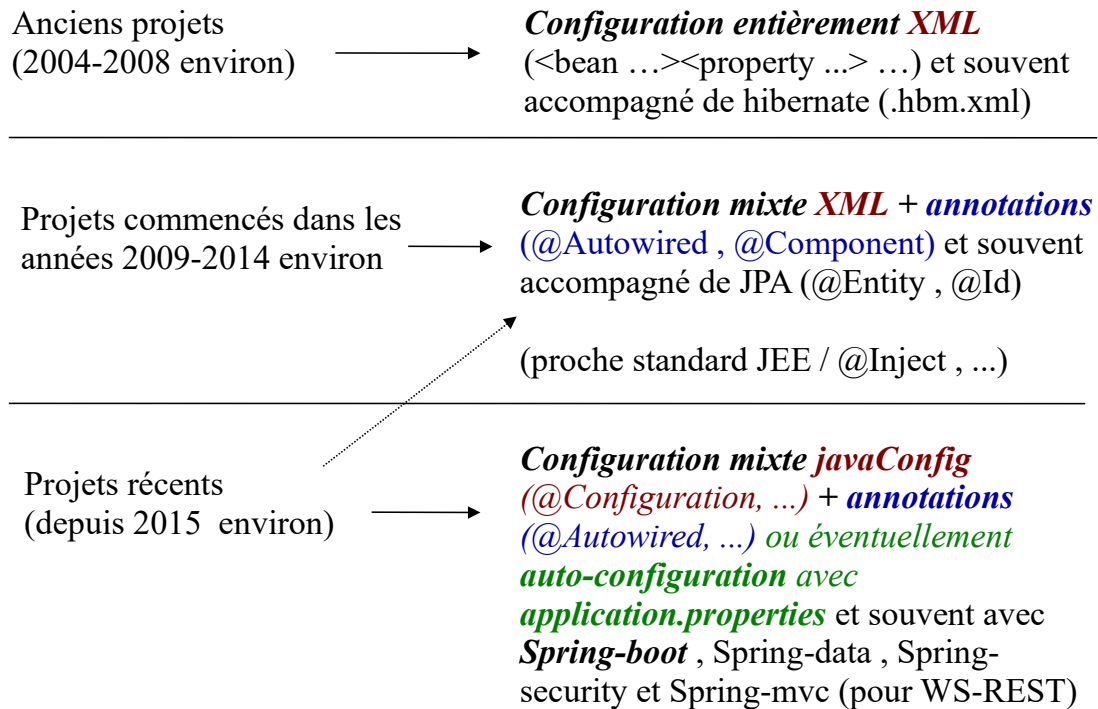 Anciens projets
(2004-2008 environ)
Configuration entièrement XML
(<bean …><property ...> …) et souvent
accompagné de hibernate (.hbm.xml)
Projets commencés dans les
années 2009-2014 environ
Configuration mixte XML + annotations
(@Autowired , @Component) et souvent
accompagné de JPA (@Entity , @Id)
(proche standard JEE / @Inject , ...)
Projets récents
(depuis 2015 environ)
Configuration mixte javaConfig
(@Configuration, ...) + annotations
(@Autowired, ...) ou éventuellement
auto-configuration avec
application.properties et souvent avec
Spring-boot , Spring-data , Spring-
security et Spring-mvc (pour WS-REST)